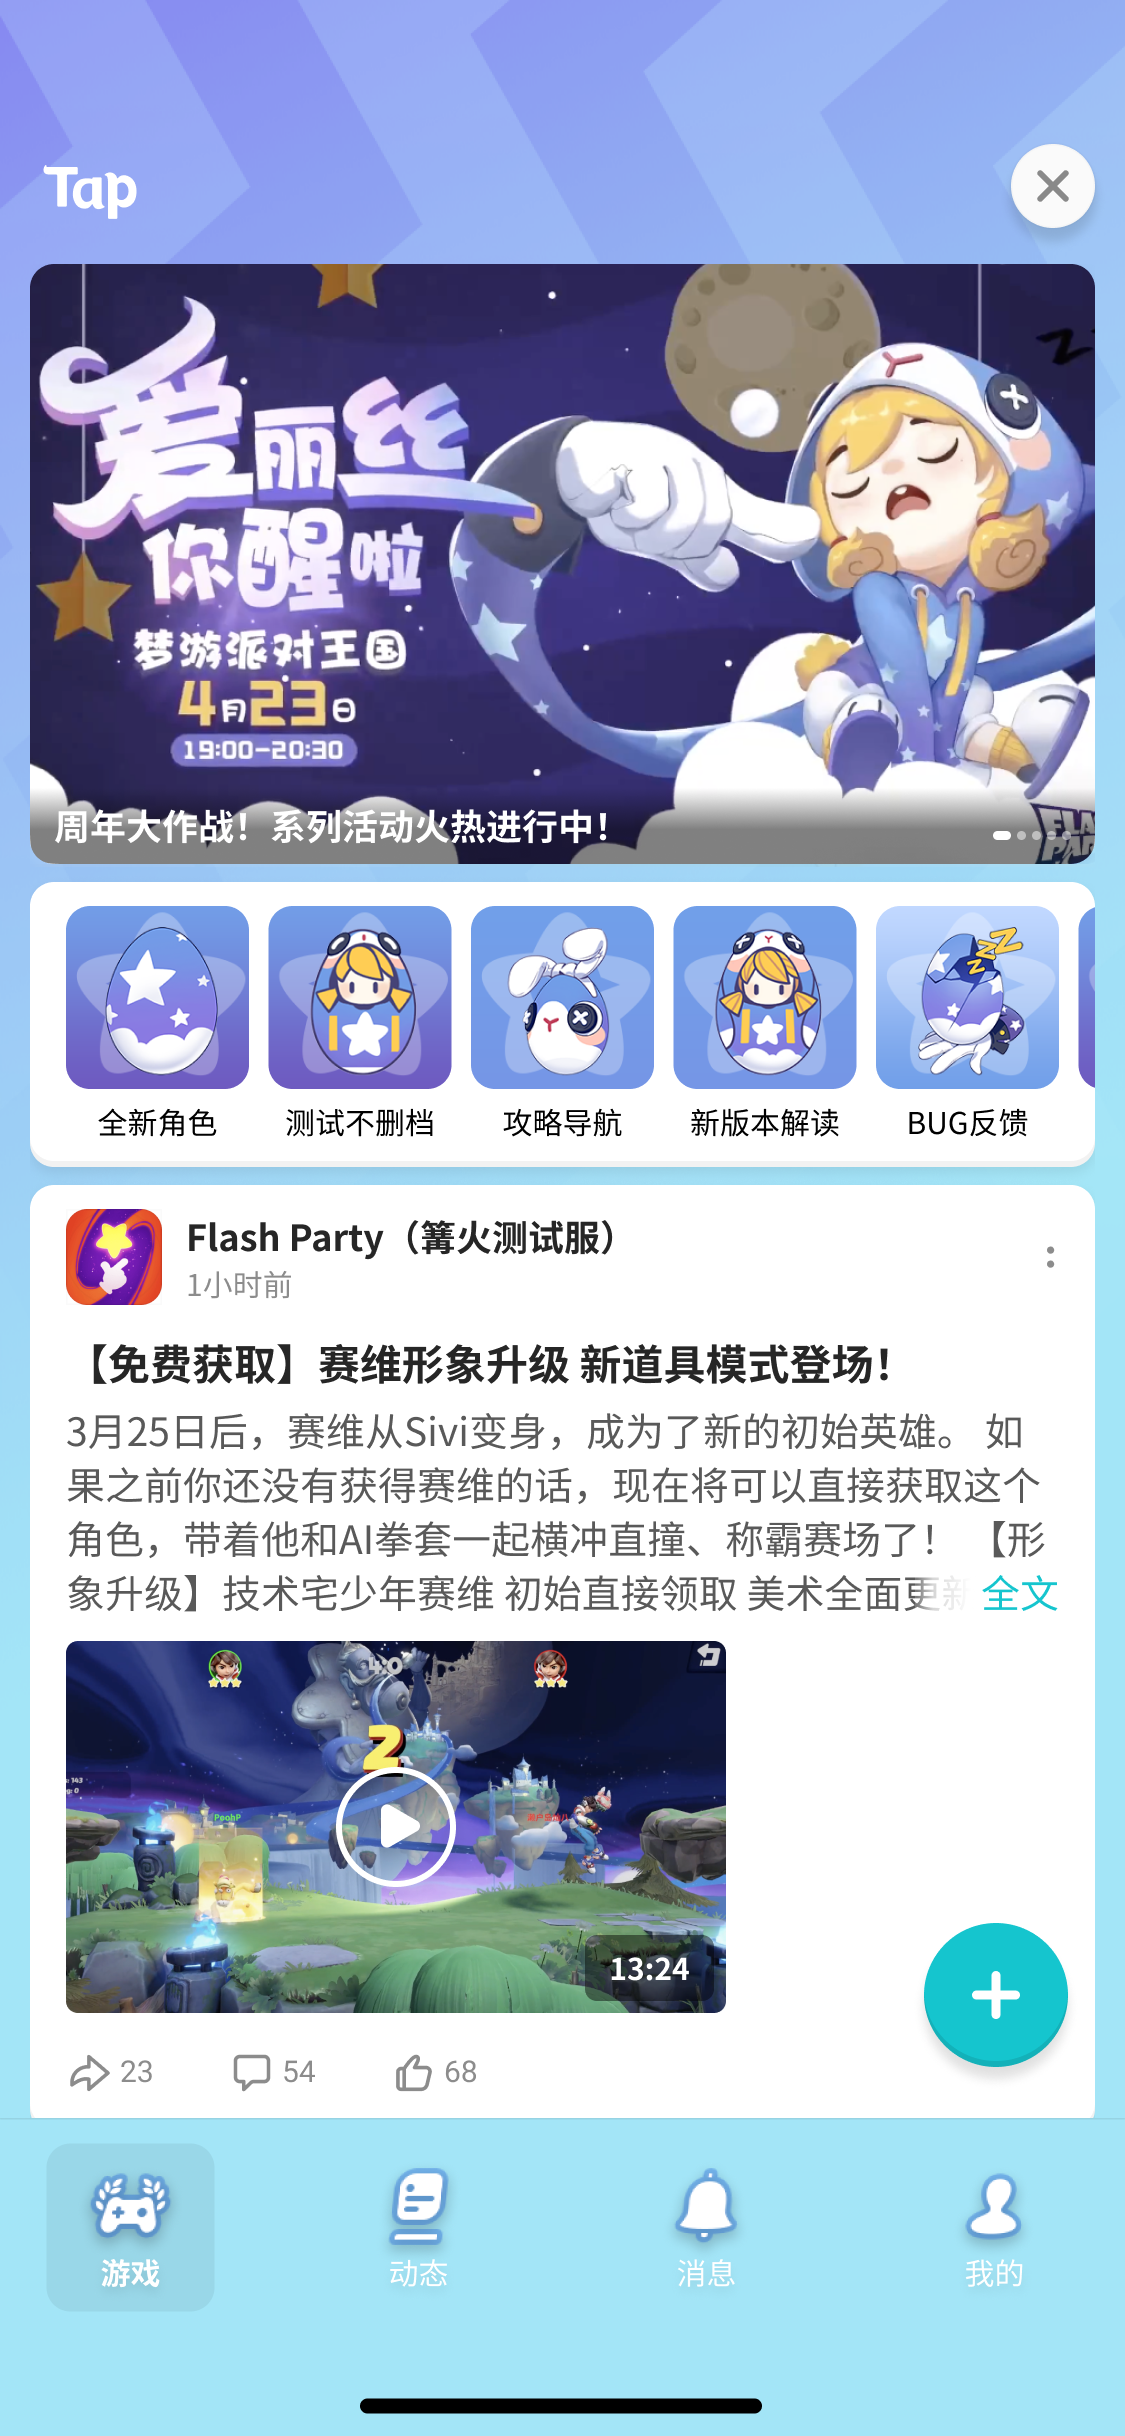 Tap
爱丽丝
你醒啦
梦游派对王国
4月23日
19:00-20:30
周年大作战！系列活动火热进行中！
全新角色
测试不删档
攻略导航
新版本解读
BUG反馈
Flash Party（篝火测试服）
1小时前
【免费获取】赛维形象升级 新道具模式登场！
3月25日后，赛维从Sivi变身，成为了新的初始英雄。 如
果之前你还没有获得赛维的话，现在将可以直接获取这个
角色，带着他和AI拳套一起横冲直撞、称霸赛场了！ 【形
象升级】技术宅少年赛维 初始直接领取 美术全面更新 全文
4:0
2
PoohP
13:24
23
54
68
游戏
动态
消息
我的